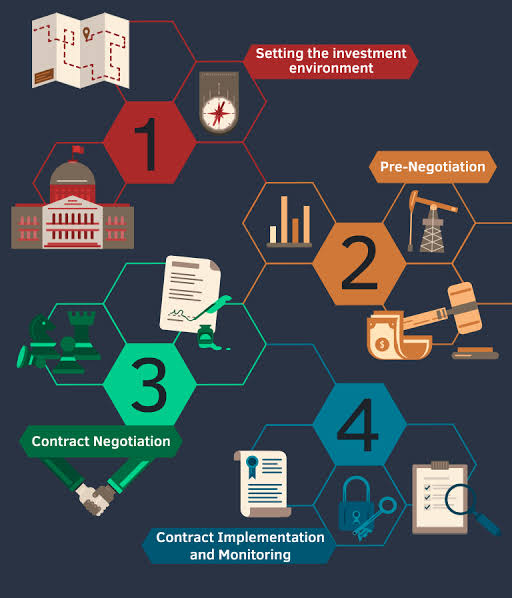 Setting the investment
environment
1
Pre-Negotiation
2
$
3
Contract Negotiation
4
Contract Implementation
and Monitoring